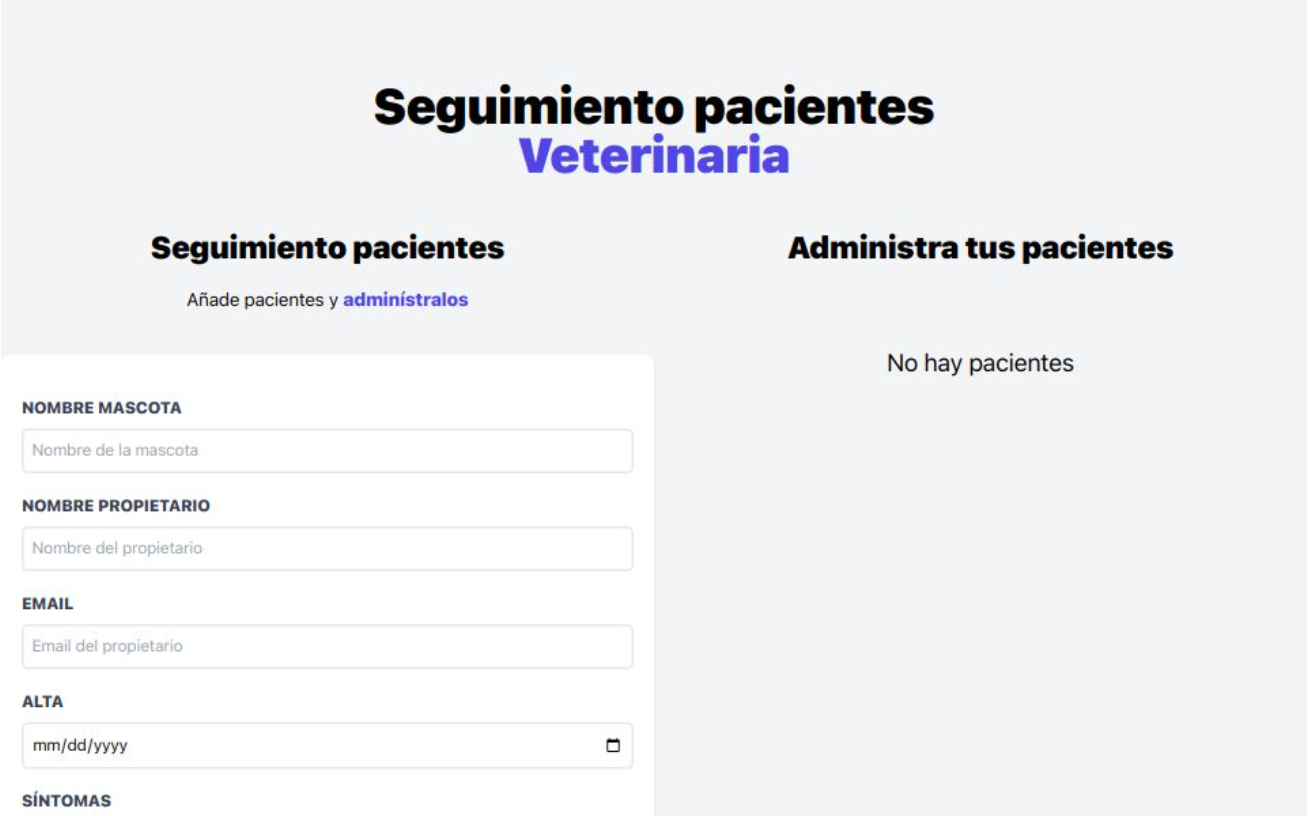 Seguimiento pacientes
Veterinaria
Seguimiento pacientes
Añade pacientes y adminístralos
NOMBRE MASCOTA
Nombre de la mascota
NOMBRE PROPIETARIO
Nombre del propietario
EMAIL
Email del propietario
ALTA
mm/dd/yyyy
SÍNTOMAS
Administra tus pacientes
No hay pacientes